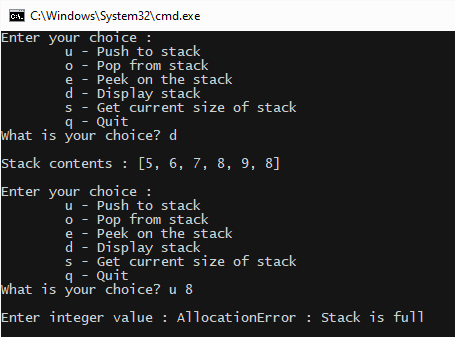 C:\Windows\System32\cmd.exe
Enter your choice :
u - Push to stack
o - Pop from stack
e - Peek on the stack
d - Display stack
s - Get current size of stack
q - Quit
What is your choice? d
Stack contents : [5, 6, 7, 8, 9, 8]
Enter your choice :
u - Push to stack
o - Pop from stack
e - Peek on the stack
d - Display stack
s - Get current size of stack
q - Quit
What is your choice? u 8
Enter integer value : AllocationError : Stack is full